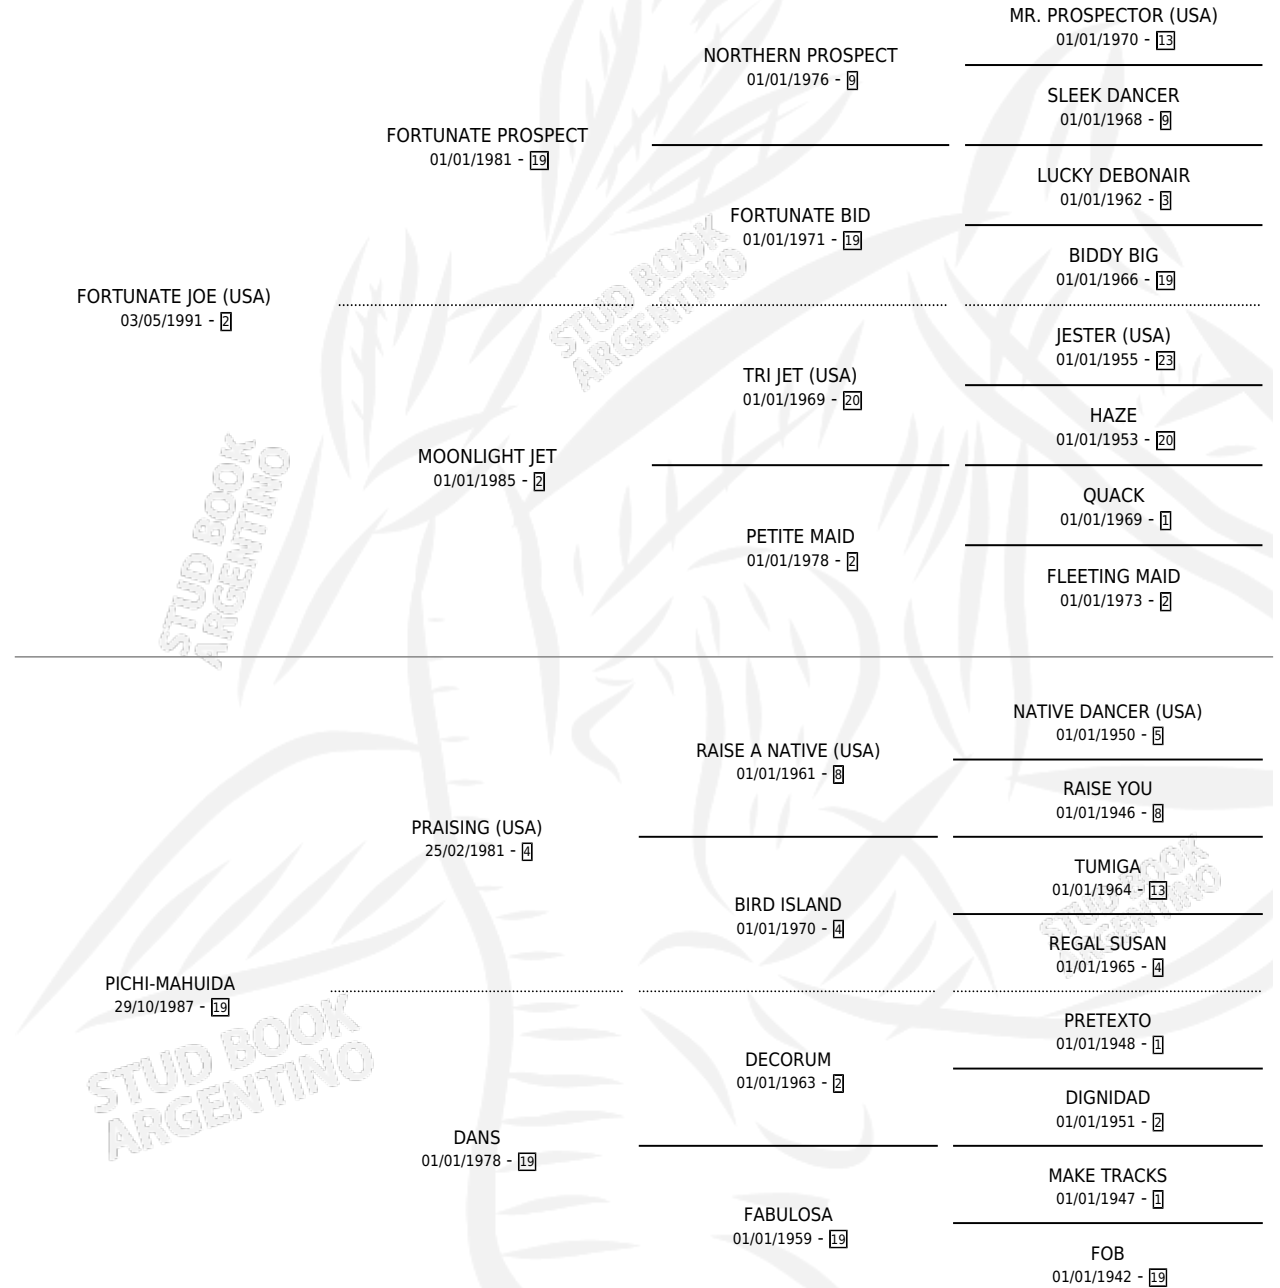 MR. PROSPECTOR (USA)
01/01/1970 - 13
NORTHERN PROSPECT
01/01/1976 - 9
SLEEK DANCER
01/01/1968 - 9
FORTUNATE PROSPECT
01/01/1981 - 19
LUCKY DEBONAIR
01/01/1962 - 3
FORTUNATE BID
01/01/1971 - 19
BIDDY BIG
01/01/1966 - 19
FORTUNATE JOE (USA)
03/05/1991 - 2
JESTER (USA)
01/01/1955 - 23
TRI JET (USA)
01/01/1969 - 20
HAZE
01/01/1953 - 20
MOONLIGHT JET
01/01/1985 - 2
QUACK
01/01/1969 - 1
PETITE MAID
01/01/1978 - 2
FLEETING MAID
01/01/1973 - 2
STUD BOOK
ARGENTINO
STUD BOOK
ARGENTINO
NATIVE DANCER (USA)
01/01/1950 - 5
RAISE A NATIVE (USA)
01/01/1961 - 8
RAISE YOU
01/01/1946 - 8
PRAISING (USA)
25/02/1981 - 4
TUMIGA
01/01/1964 - 13
BIRD ISLAND
01/01/1970 - 4
REGAL SUSAN
01/01/1965 - 4
PICHI-MAHUIDA
29/10/1987 - 19
PRETEXTO
01/01/1948 - 1
DECORUM
01/01/1963 - 2
DIGNIDAD
01/01/1951 - 2
DANS
01/01/1978 - 19
MAKE TRACKS
01/01/1947 - 1
FABULOSA
01/01/1959 - 19
FOB
01/01/1942 - 19
STUD BOOK
ARGENTINO
STUD BOOK
ARGENTINO